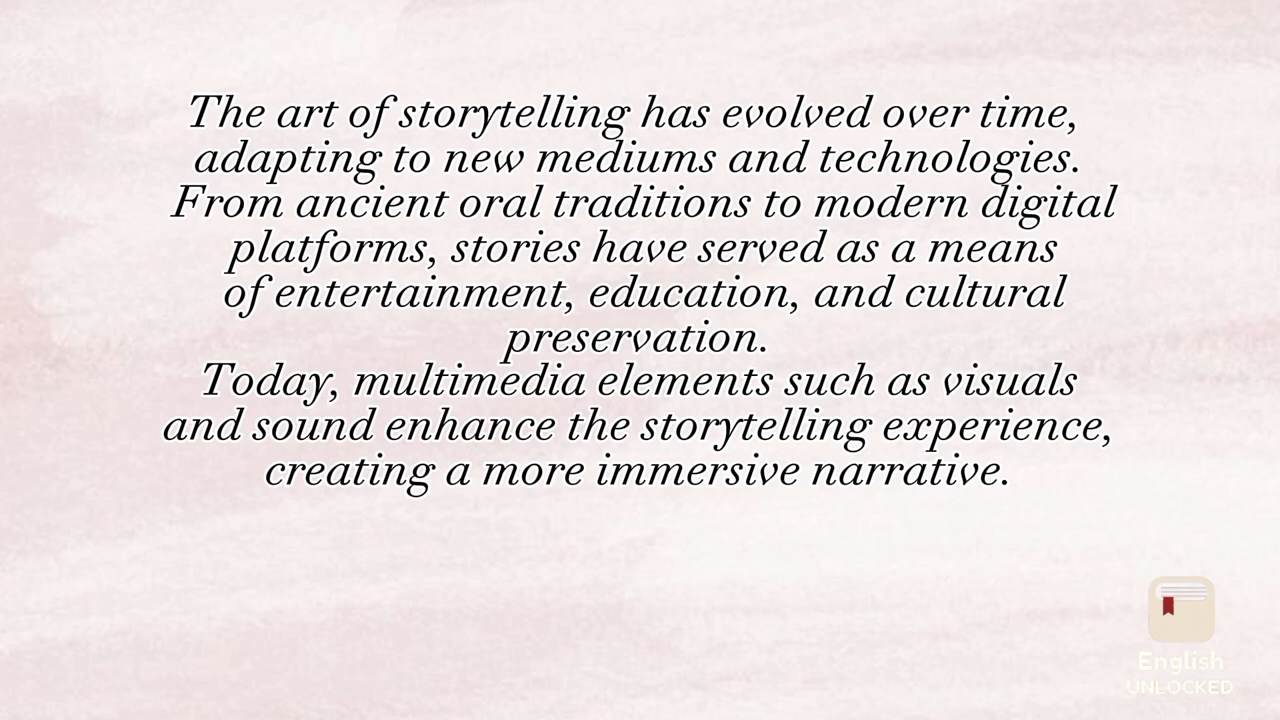 The art of storytelling has evolved over time,
adapting to new mediums and technologies.
From ancient oral traditions to modern digital
platforms, stories have served as a means
of entertainment, education, and cultural
preservation.
Today, multimedia elements such as visuals
and sound enhance the storytelling experience,
creating a more immersive narrative.
English
UNLOCKED